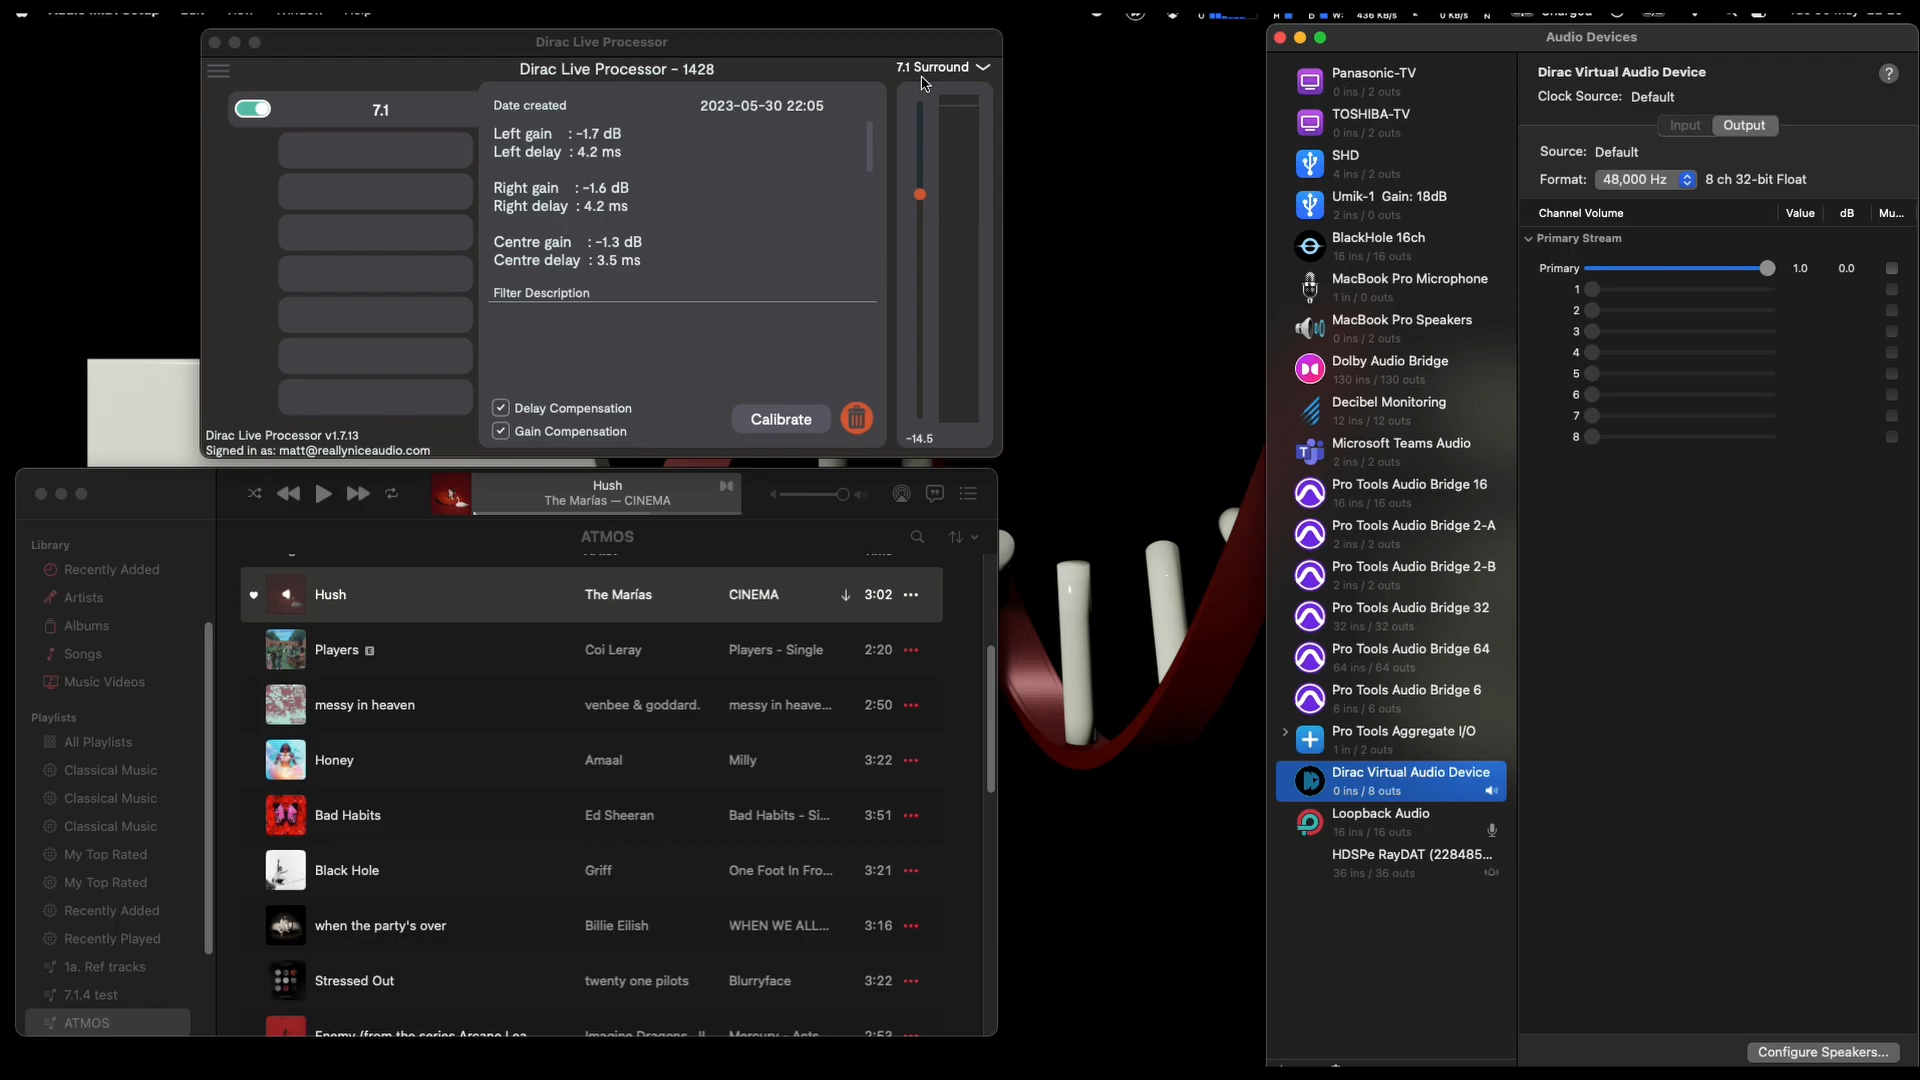 436 KB/s
0 KB/s
Dirac Live Processor
Dirac Live Processor - 1428
7.1 Surround
7.1
Date created
2023-05-30 22:05
Left gain : -1.7 dB
Left delay : 4.2 ms
Right gain : -1.6 dB
Right delay : 4.2 ms
Centre gain : -1.3 dB
Centre delay : 3.5 ms
Filter Description
Delay Compensation
Gain Compensation
Calibrate
-14.5
Dirac Live Processor v1.7.13
Signed in as: matt@reallyniceaudio.com
Hush
The Marías — CINEMA
ATMOS
Library
Recently Added
Artists
Albums
Songs
Music Videos
Playlists
All Playlists
Classical Music
Classical Music
Classical Music
My Top Rated
My Top Rated
Recently Added
Recently Played
1a. Ref tracks
7.1.4 test
ATMOS
Hush The Marías CINEMA 3:02
Players E Coi Leray Players - Single 2:20
messy in heaven venbee & goddard. messy in heave... 2:50
Honey Amaal Milly 3:22
Bad Habits Ed Sheeran Bad Habits - Si... 3:51
Black Hole Griff One Foot In Fro... 3:21
when the party's over Billie Eilish WHEN WE ALL... 3:16
Stressed Out twenty one pilots Blurryface 3:22
Audio Devices
Panasonic-TV
0 ins / 2 outs
TOSHIBA-TV
0 ins / 2 outs
SHD
4 ins / 2 outs
Umik-1 Gain: 18dB
2 ins / 0 outs
BlackHole 16ch
16 ins / 16 outs
MacBook Pro Microphone
1 in / 0 outs
MacBook Pro Speakers
0 ins / 2 outs
Dolby Audio Bridge
130 ins / 130 outs
Decibel Monitoring
12 ins / 12 outs
Microsoft Teams Audio
2 ins / 2 outs
Pro Tools Audio Bridge 16
16 ins / 16 outs
Pro Tools Audio Bridge 2-A
2 ins / 2 outs
Pro Tools Audio Bridge 2-B
2 ins / 2 outs
Pro Tools Audio Bridge 32
32 ins / 32 outs
Pro Tools Audio Bridge 64
64 ins / 64 outs
Pro Tools Audio Bridge 6
6 ins / 6 outs
Pro Tools Aggregate I/O
1 in / 2 outs
Dirac Virtual Audio Device
0 ins / 8 outs
Loopback Audio
16 ins / 16 outs
HDSPe RayDAT (228485...
36 ins / 36 outs
Dirac Virtual Audio Device
?
Clock Source: Default
Input Output
Source: Default
Format: 48,000 Hz 8 ch 32-bit Float
Channel Volume Value dB Mu...
Primary Stream
Primary 1.0 0.0
1
2
3
4
5
6
7
8
Configure Speakers...